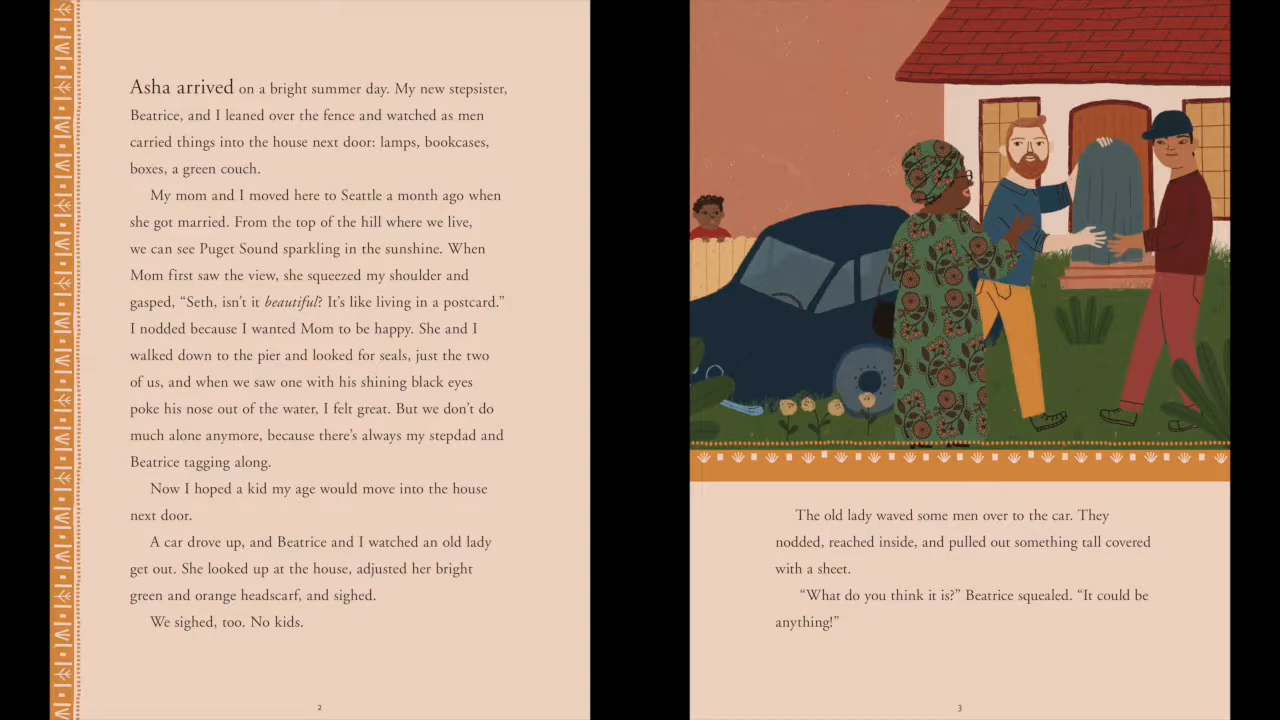 Asha arrived on a bright summer day. My new stepsister,
Beatrice, and I leaned over the fence and watched as men
carried things into the house next door: lamps, bookcases,
boxes, a green couch.
My mom and I moved here to Seattle a month ago when
she got married. From the top of the hill where we live,
we can see Puget Sound sparkling in the sunshine. When
Mom first saw the view, she squeezed my shoulder and
gasped, “Seth, isn’t it beautiful? It’s like living in a postcard.”
I nodded because I wanted Mom to be happy. She and I
walked down to the pier and looked for seals, just the two
of us, and when we saw one with his shining black eyes
poke his nose out of the water, I felt great. But we don’t do
much alone anymore, because there’s always my stepdad and
Beatrice tagging along.
Now I hoped a kid my age would move into the house
next door.
A car drove up, and Beatrice and I watched an old lady
get out. She looked up at the house, adjusted her bright
green and orange headscarf, and sighed.
We sighed, too. No kids.
2
The old lady waved some men over to the car. They
nodded, reached inside, and pulled out something tall covered
with a sheet.
“What do you think it is?” Beatrice squealed. “It could be
anything!”
3